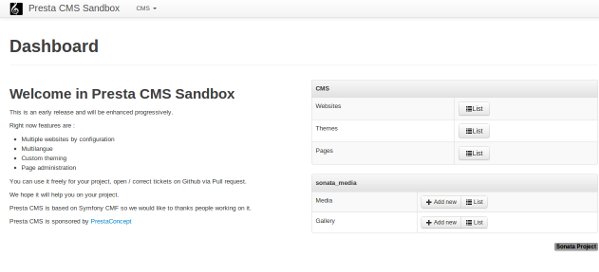 Presta CMS Sandbox CMS
Dashboard
Welcome in Presta CMS Sandbox
This is an early release and will be enhanced progressively.
Right now features are :
Multiple websites by configuration
Multilangue
Custom theming
Page administration
You can use it freely for your project, open / correct tickets on Github via Pull request.
We hope it will help you on your project.
Presta CMS is based on Symfony CMF so we would like to thanks people working on it.
Presta CMS is sponsored by PrestaConcept
CMS
Websites List
Themes List
Pages List
sonata_media
Media Add new List
Gallery Add new List
Sonata Project